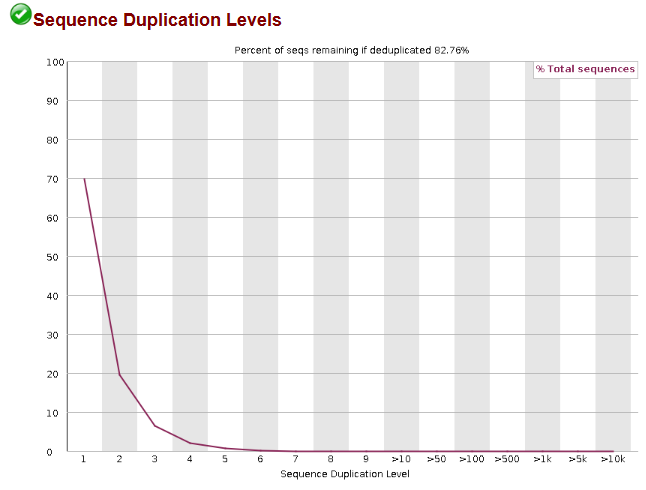 Sequence Duplication Levels
Percent of seqs remaining if deduplicated 82.76%
% Total sequences
100
90
80
70
60
50
40
30
20
10
0
1 2 3 4 5 6 7 8 9 >10 >50 >100 >500 >1k >5k >10k
Sequence Duplication Level